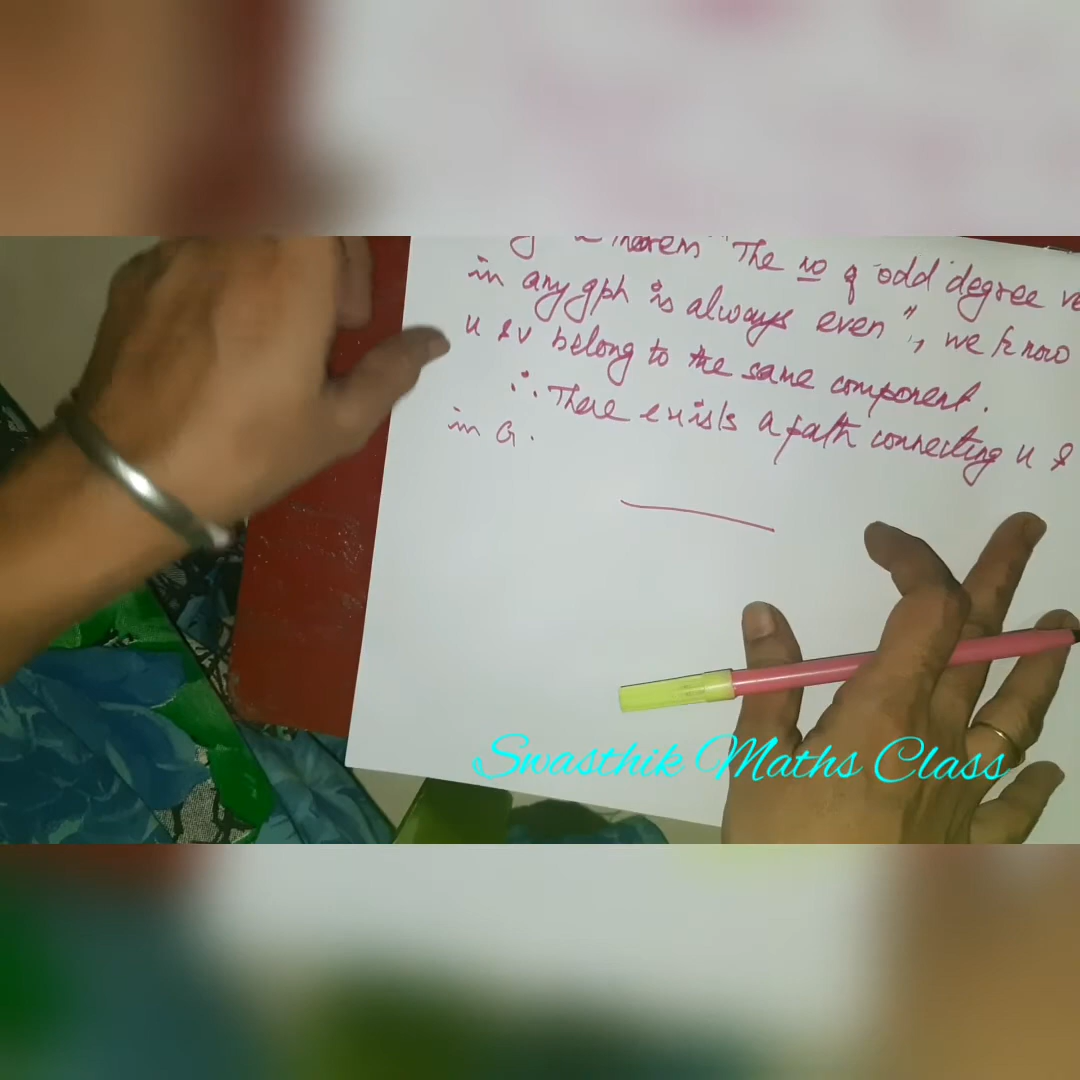 Theorem "The no of odd degree ve
in any gph is always even", we know
u & v belong to the same component.
∴ There exists a path connecting u &
in G.
Swasthik Maths Class